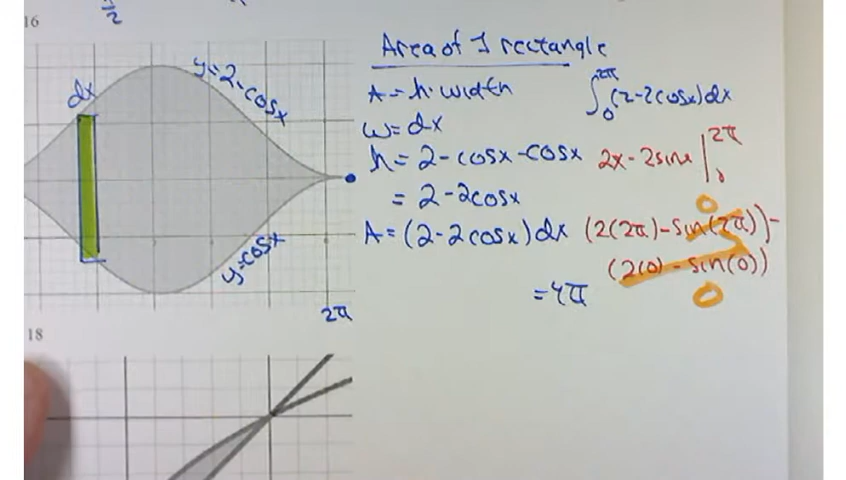 π/2
16
y=2-cosx
dx
y=cosx
2π
Area of 1 rectangle
A = h · width
w = dx
h = 2 - cosx - cosx
= 2 - 2cosx
A = (2 - 2cosx) dx
∫₀^2π (2-2cosx)dx
2x - 2sinx |₀^2π
0
(2(2π) - sin(2π)) -
(2(0) - sin(0))
0
= 4π
18